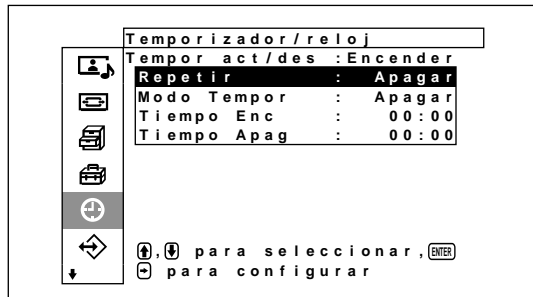 Temporizador/reloj
Tempor act/des :Encender
Repetir : Apagar
Modo Tempor : Apagar
Tiempo Enc : 00:00
Tiempo Apag : 00:00
, para seleccionar, ENTER
para configurar